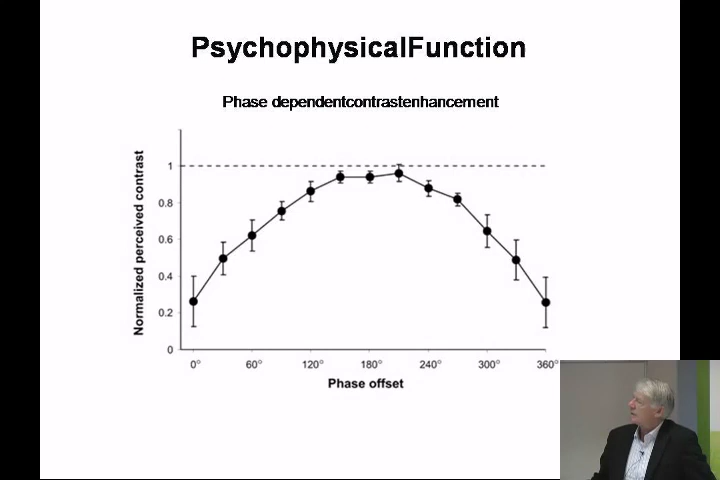 PsychophysicalFunction
Phase dependentcontrastenhancement
Normalized perceived contrast
1
0.8
0.6
0.4
0.2
0
0° 60° 120° 180° 240° 300° 360°
Phase offset